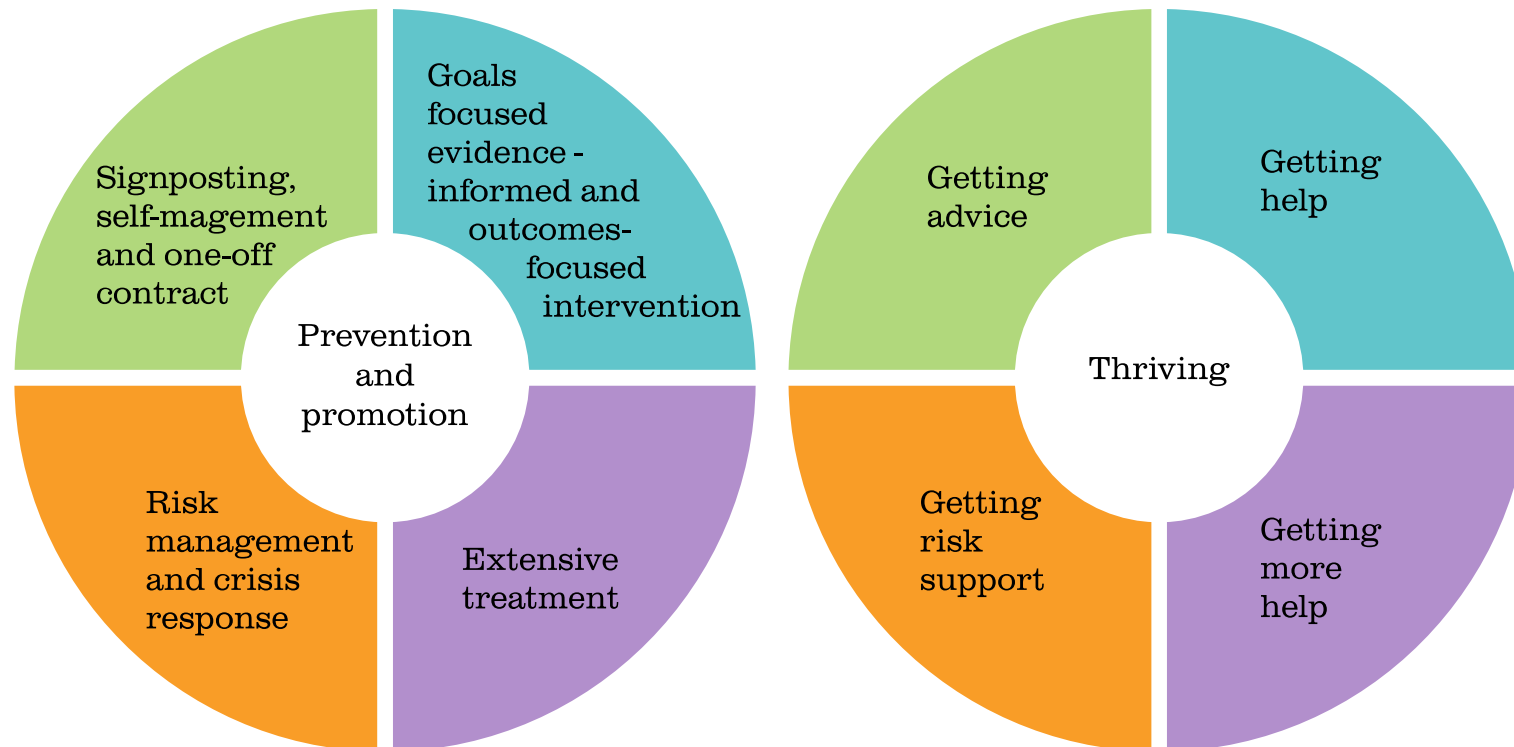 Signposting,
self-magement
and one-off
contract
Goals
focused
evidence -
informed and
outcomes-
focused
intervention
Prevention
and
promotion
Risk
management
and crisis
response
Extensive
treatment
Getting
advice
Getting
help
Thriving
Getting
risk
support
Getting
more
help